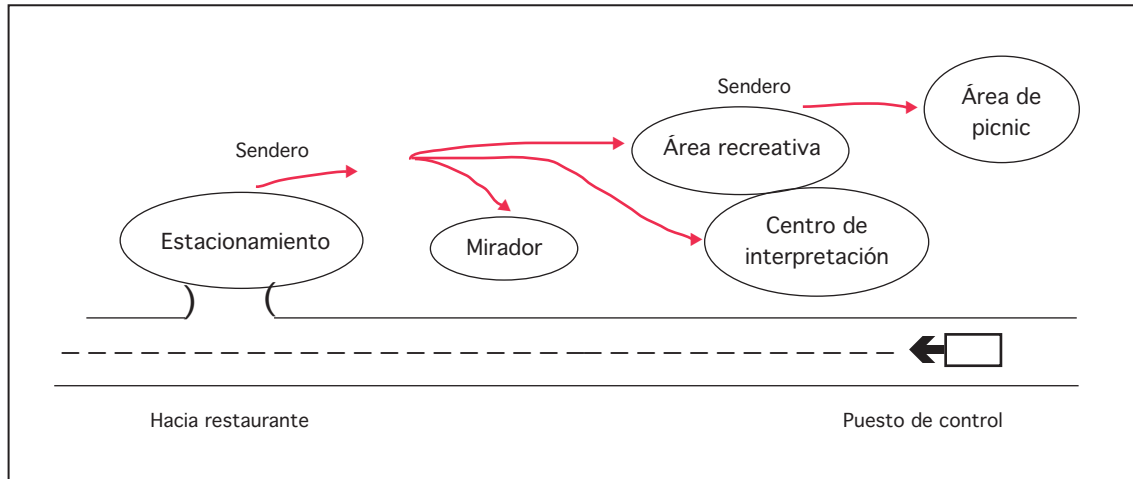 Sendero
Área de
picnic
Sendero
Área recreativa
Estacionamiento
Mirador
Centro de
interpretación
Hacia restaurante
Puesto de control